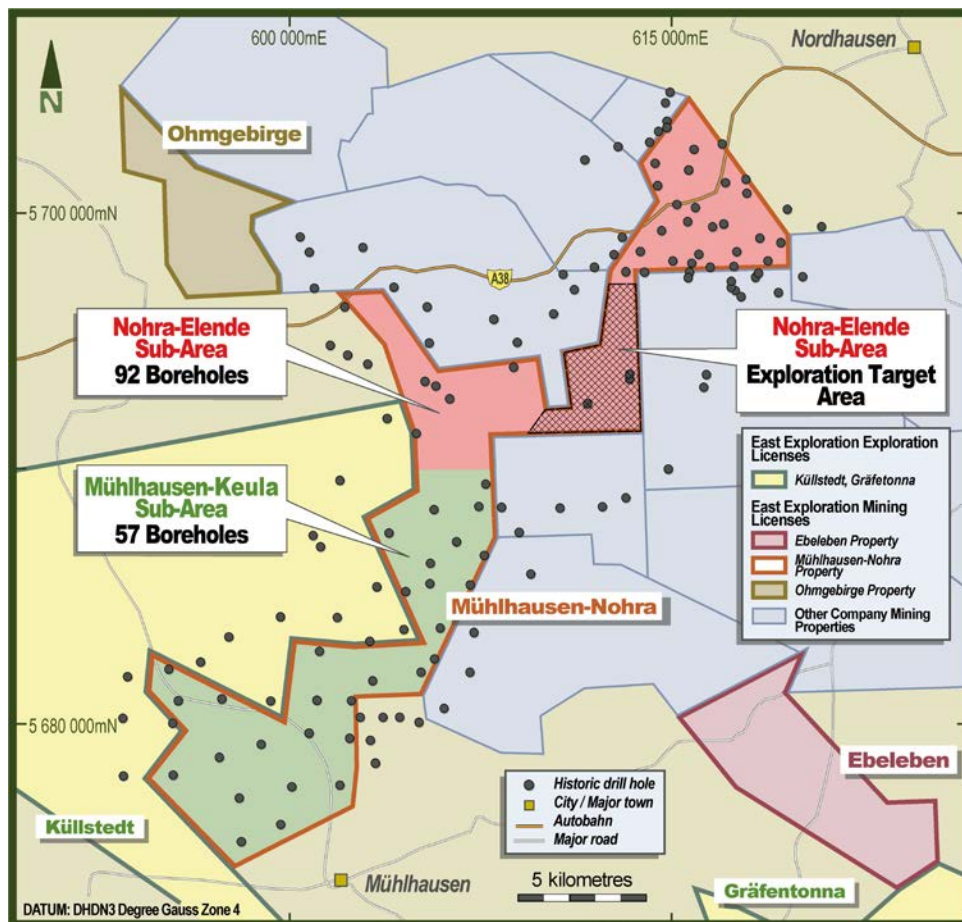 600 000mE
615 000mE
Nordhausen
N
Ohmgebirge
5 700 000mN
A38
Nohra-Elende
Sub-Area
92 Boreholes
Nohra-Elende
Sub-Area
Exploration Target
Area
Mühlhausen-Keula
Sub-Area
57 Boreholes
East Exploration Exploration
Licenses
Küllstedt, Gräfetonna
East Exploration Mining
Licenses
Ebeleben Property
Mühlhausen-Nohra
Property
Ohmgebirge Property
Other Company Mining
Properties
Mühlhausen-Nohra
5 680 000mN
Ebeleben
Historic drill hole
City / Major town
Autobahn
Major road
Küllstedt
Mühlhausen
5 kilometres
Gräfentonna
DATUM: DHDN3 Degree Gauss Zone 4